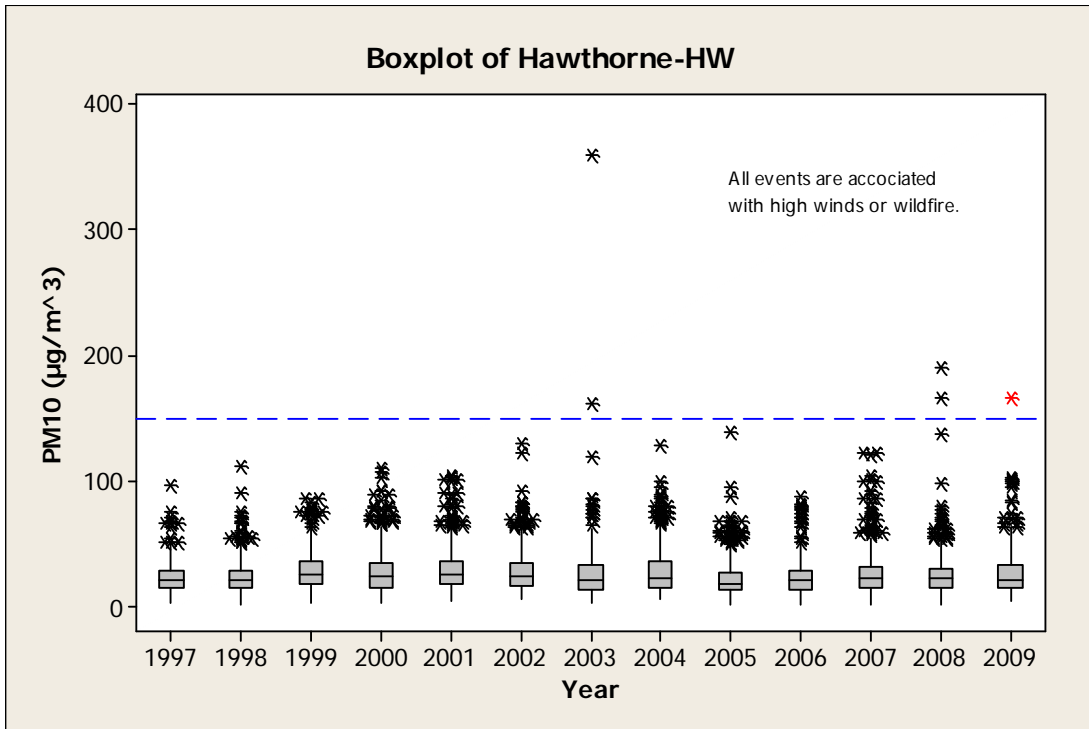 Boxplot of Hawthorne-HW
400
300
200
100
0
PM10 (µg/m^3)
All events are accociated
with high winds or wildfire.
1997 1998 1999 2000 2001 2002 2003 2004 2005 2006 2007 2008 2009
Year